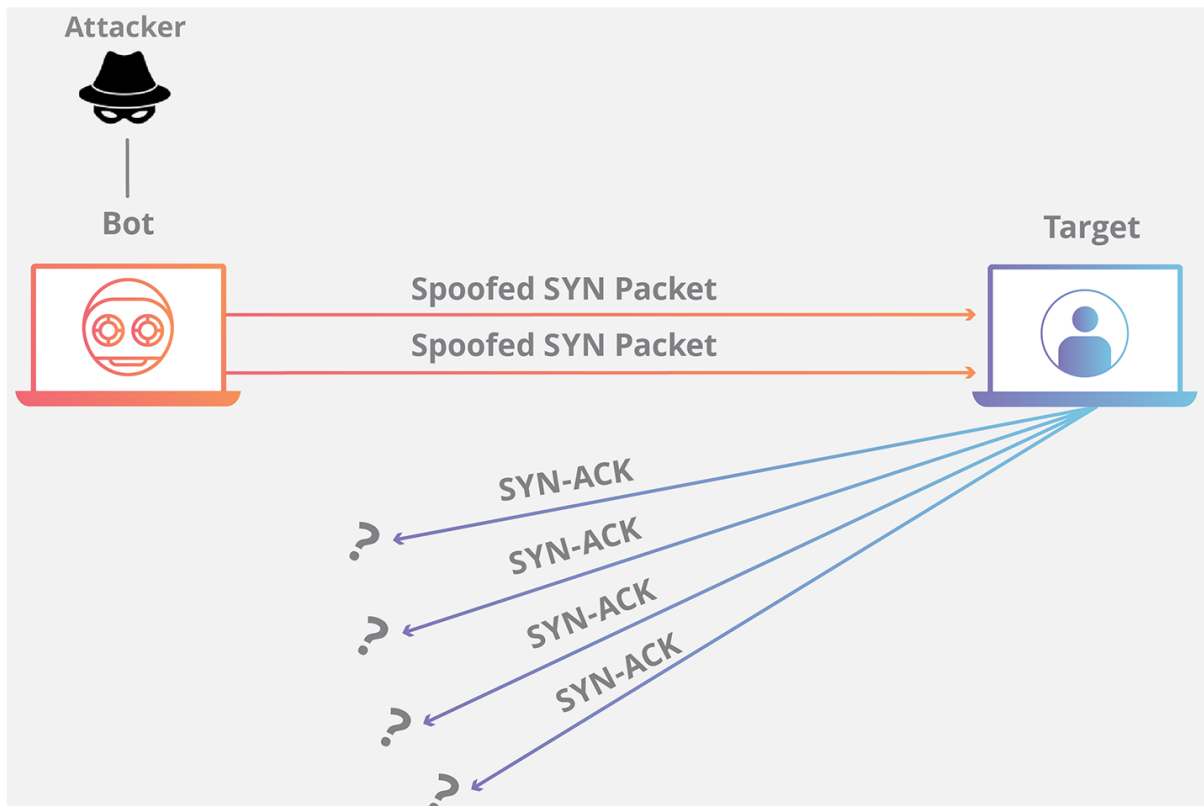 Attacker
Bot
Target
Spoofed SYN Packet
Spoofed SYN Packet
SYN-ACK
?
SYN-ACK
?
SYN-ACK
?
SYN-ACK
?